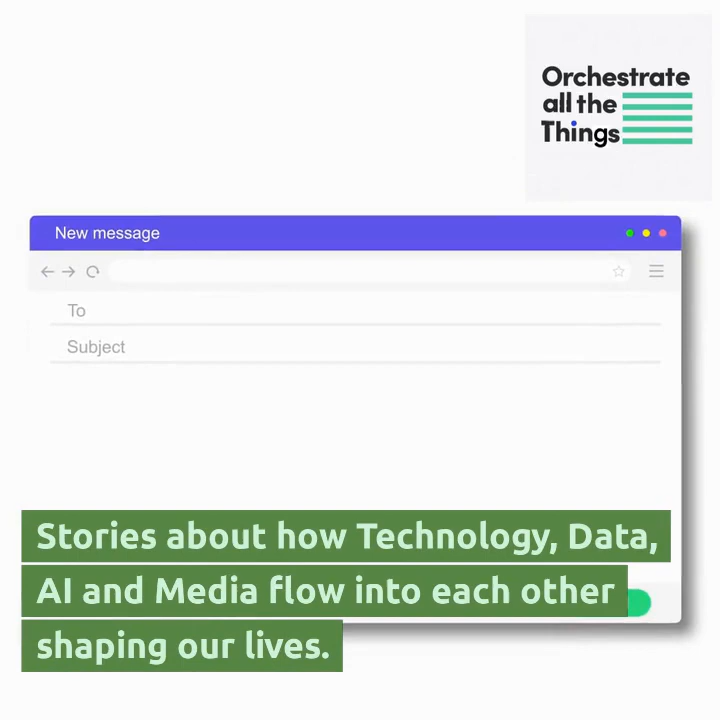 Orchestrate
all the
Things
New message
To
Subject
Stories about how Technology, Data,
AI and Media flow into each other
shaping our lives.